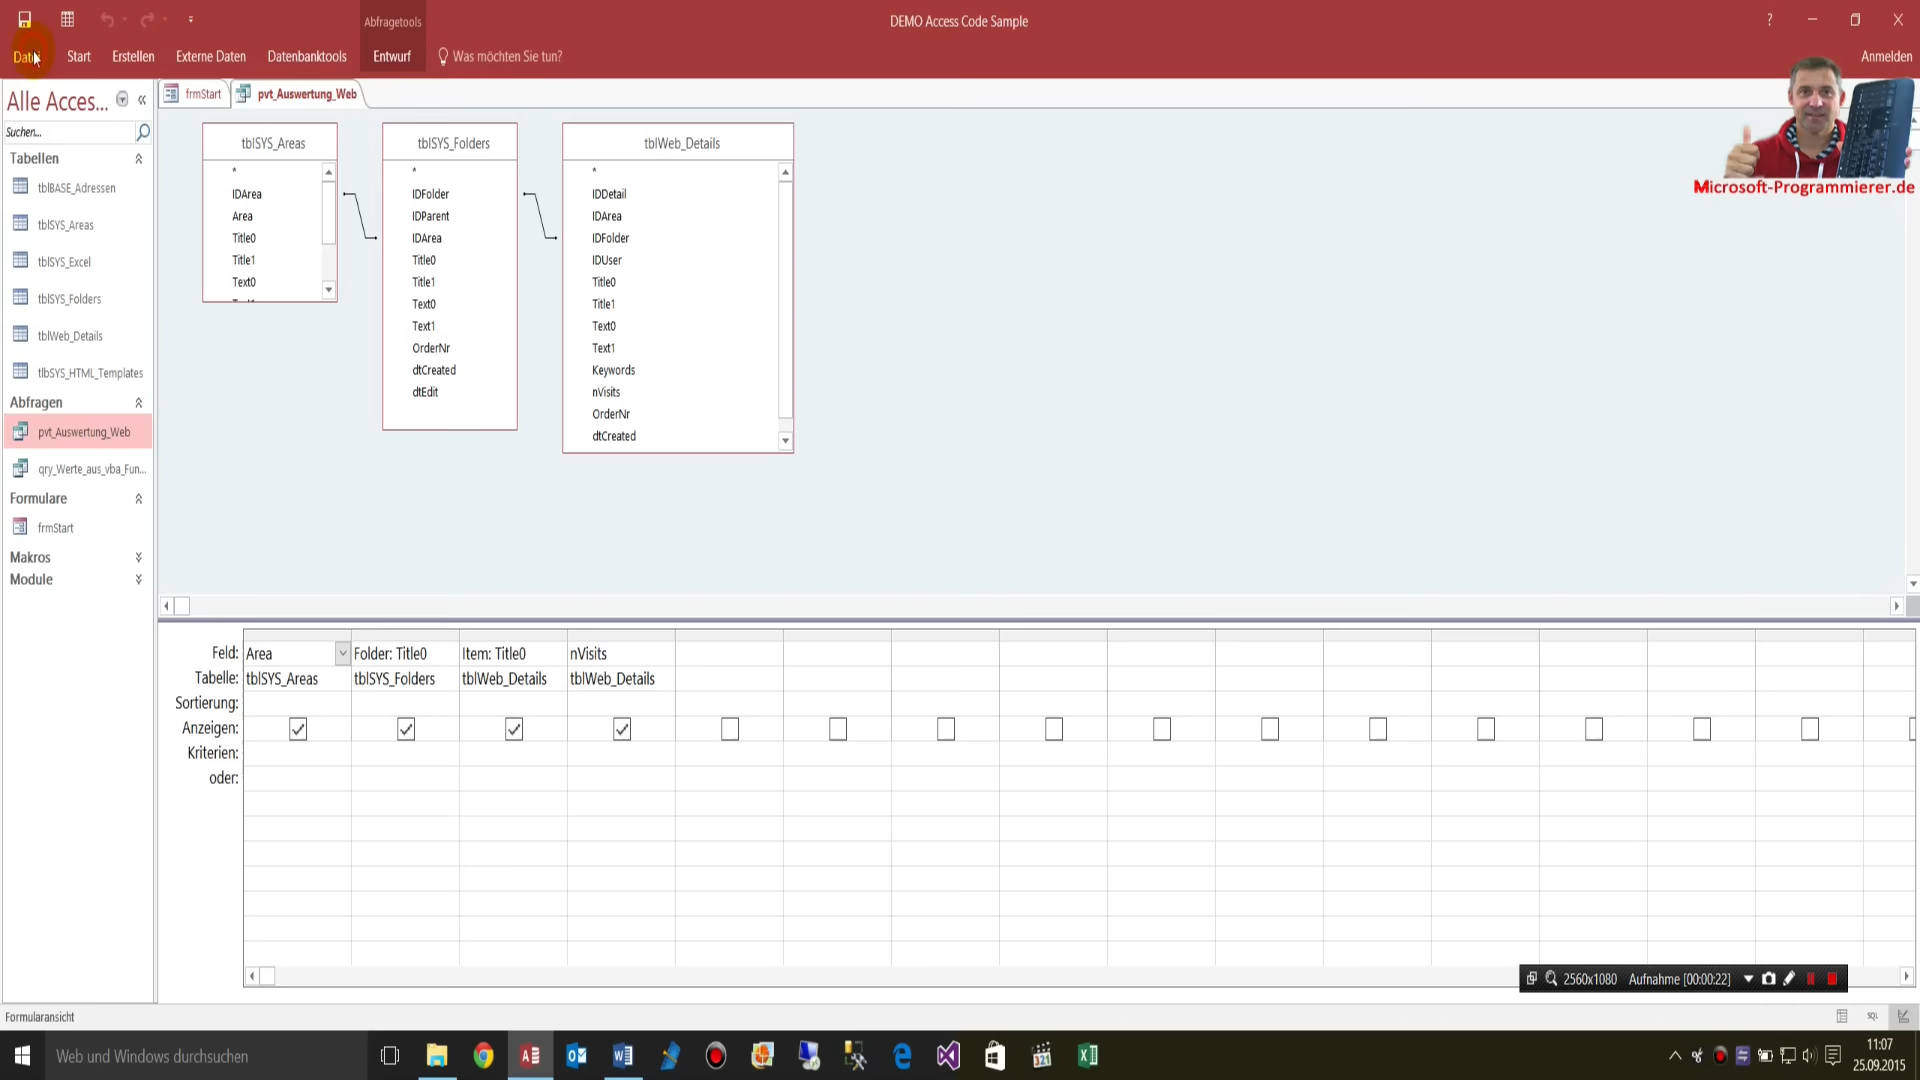 Abfragetools
DEMO Access Code Sample
?
Start
Erstellen
Externe Daten
Datenbanktools
Entwurf
Was möchten Sie tun?
Anmelden
Alle Acces...
«
frmStart
pvt_Auswertung_Web
Suchen...
Tabellen
tblBASE_Adressen
tblSYS_Areas
tblSYS_Excel
tblSYS_Folders
tblWeb_Details
tlbSYS_HTML_Templates
Abfragen
pvt_Auswertung_Web
qry_Werte_aus_vba_Fun...
Formulare
frmStart
Makros
Module
tblSYS_Areas
*
IDArea
Area
Title0
Title1
Text0
tblSYS_Folders
*
IDFolder
IDParent
IDArea
Title0
Title1
Text0
Text1
OrderNr
dtCreated
dtEdit
tblWeb_Details
*
IDDetail
IDArea
IDFolder
IDUser
Title0
Title1
Text0
Text1
Keywords
nVisits
OrderNr
dtCreated
Microsoft-Programmierer.de
Feld: Area Folder: Title0 Item: Title0 nVisits
Tabelle: tblSYS_Areas tblSYS_Folders tblWeb_Details tblWeb_Details
Sortierung:
Anzeigen:
Kriterien:
oder:
2560x1080 Aufnahme [00:00:22]
Formularansicht
SQL
Web und Windows durchsuchen
11:07
25.09.2015